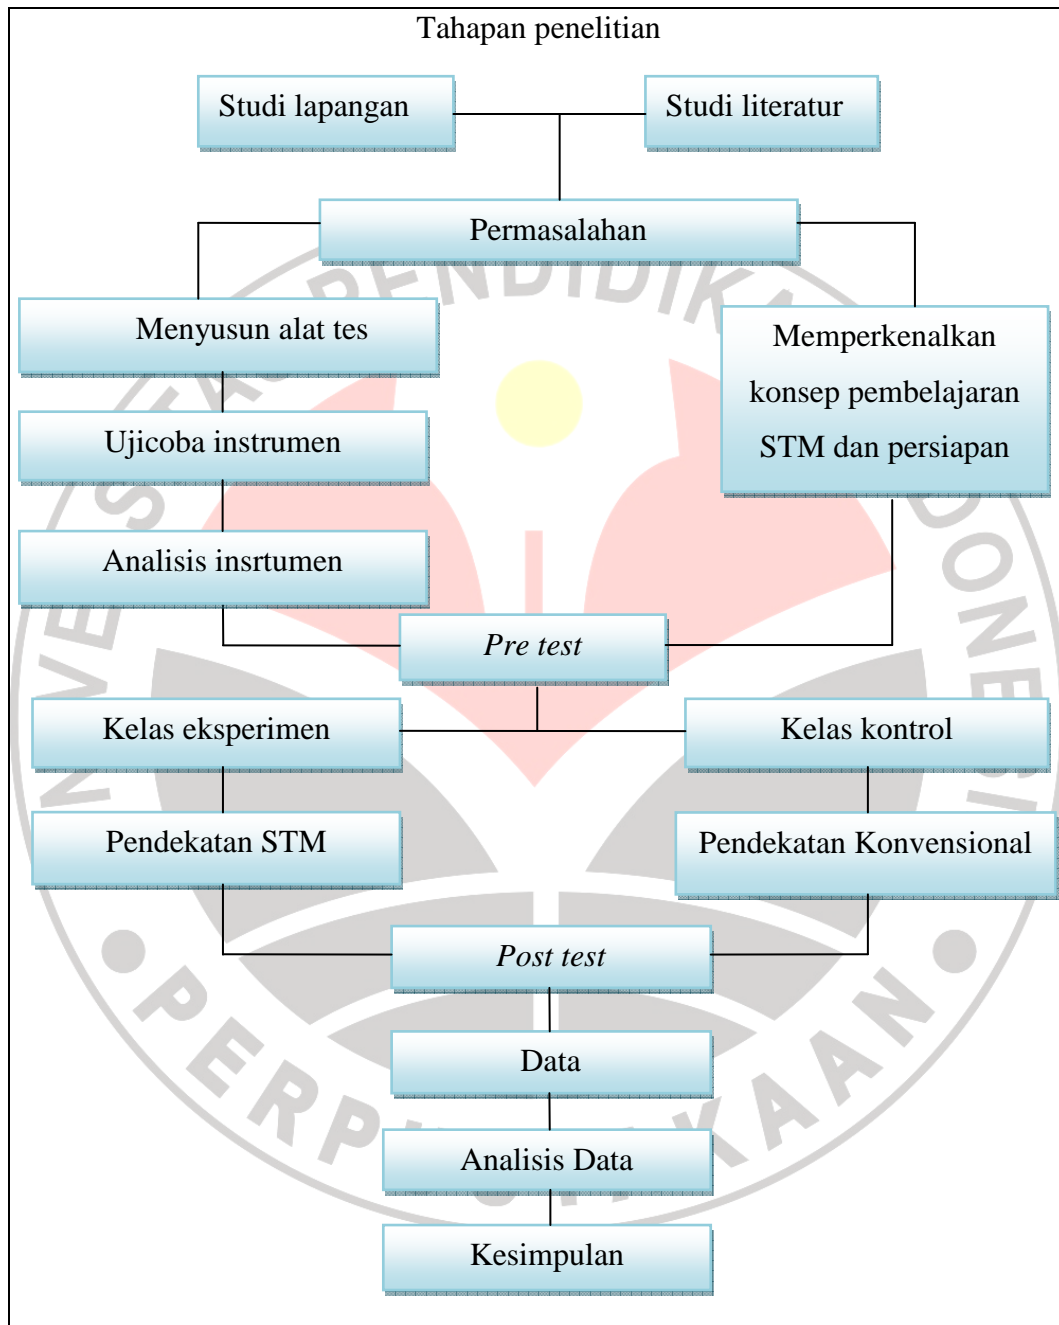 Tahapan penelitian
Studi lapangan
Studi literatur
Permasalahan
Menyusun alat tes
Memperkenalkan
konsep pembelajaran
STM dan persiapan
Ujicoba instrumen
Analisis insrtumen
Pre test
Kelas eksperimen
Kelas kontrol
Pendekatan STM
Pendekatan Konvensional
Post test
Data
Analisis Data
Kesimpulan